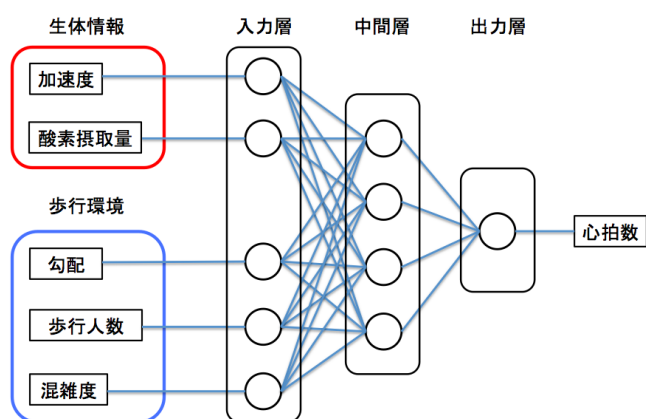 生体情報
入力層
中間層
出力層
加速度
酸素摂取量
歩行環境
勾配
歩行人数
混雑度
心拍数